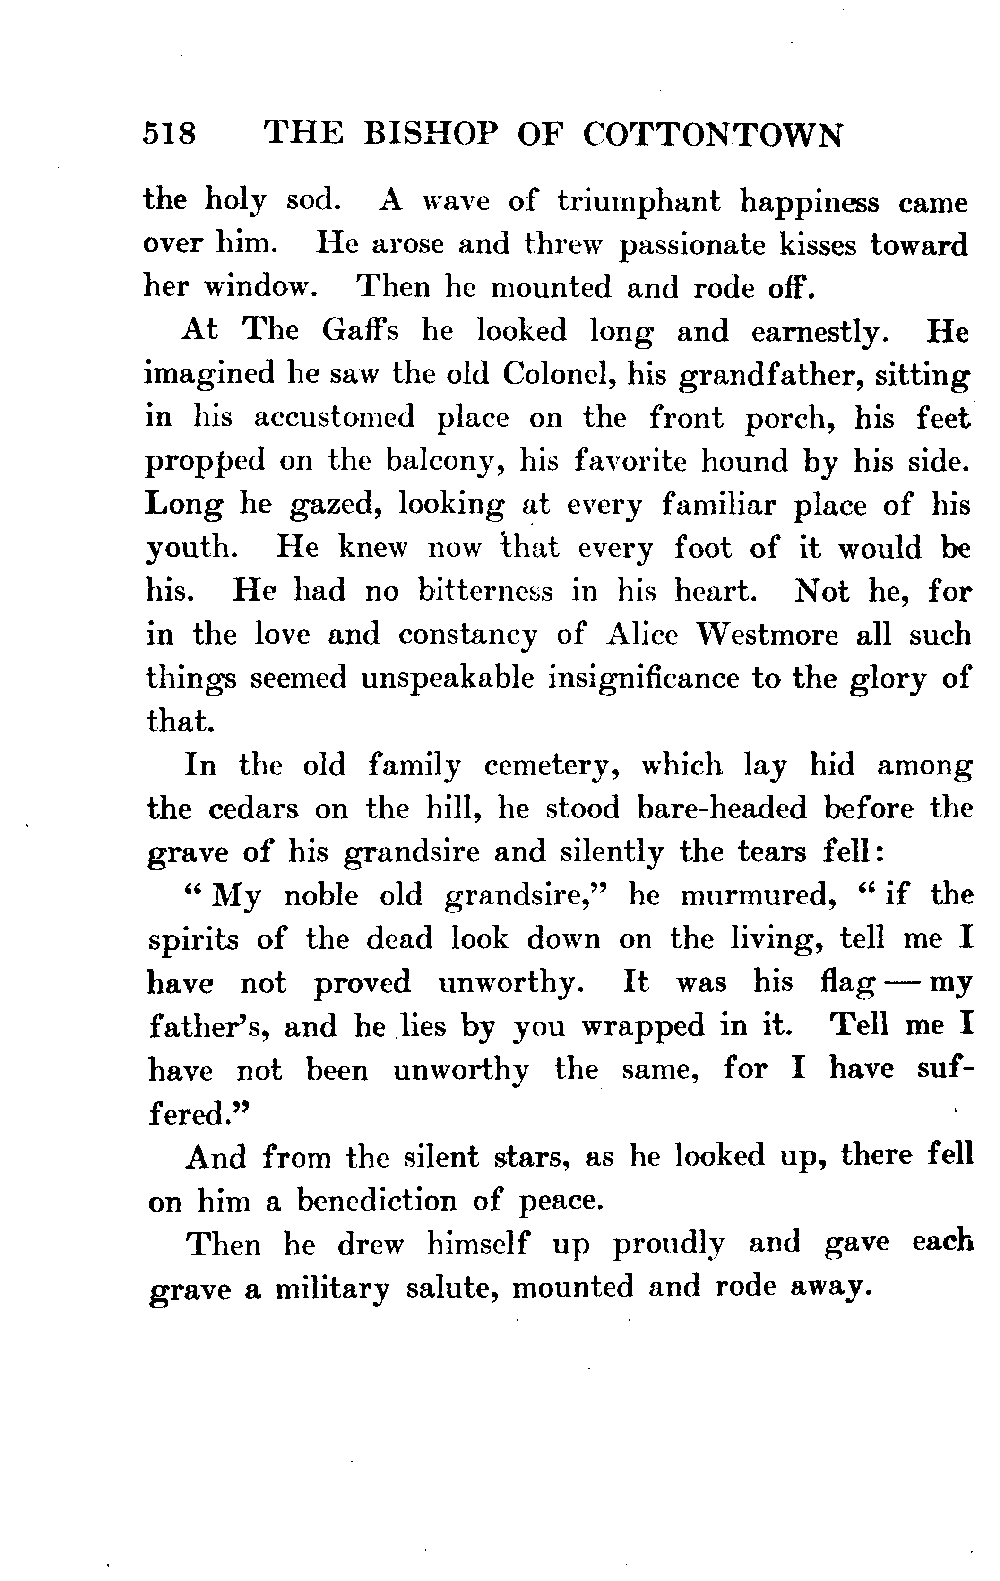 518 THE BISHOP OF COTTONTOWN
the holy sod. A wave of triumphant happiness came
over him. He arose and threw passionate kisses toward
her window. Then he mounted and rode off.
At The Gaffs he looked long and earnestly. He
imagined he saw the old Colonel, his grandfather, sitting
in his accustomed place on the front porch, his feet
propped on the balcony, his favorite hound by his side.
Long he gazed, looking at every familiar place of his
youth. He knew now that every foot of it would be
his. He had no bitterness in his heart. Not he, for
in the love and constancy of Alice Westmore all such
things seemed unspeakable insignificance to the glory of
that.
In the old family cemetery, which lay hid among
the cedars on the hill, he stood bare-headed before the
grave of his grandsire and silently the tears fell:
“ My noble old grandsire,” he murmured, “ if the
spirits of the dead look down on the living, tell me I
have not proved unworthy. It was his flag — my
father’s, and he lies by you wrapped in it. Tell me I
have not been unworthy the same, for I have suf-
fered.”
And from the silent stars, as he looked up, there fell
on him a benediction of peace.
Then he drew himself up proudly and gave each
grave a military salute, mounted and rode away.